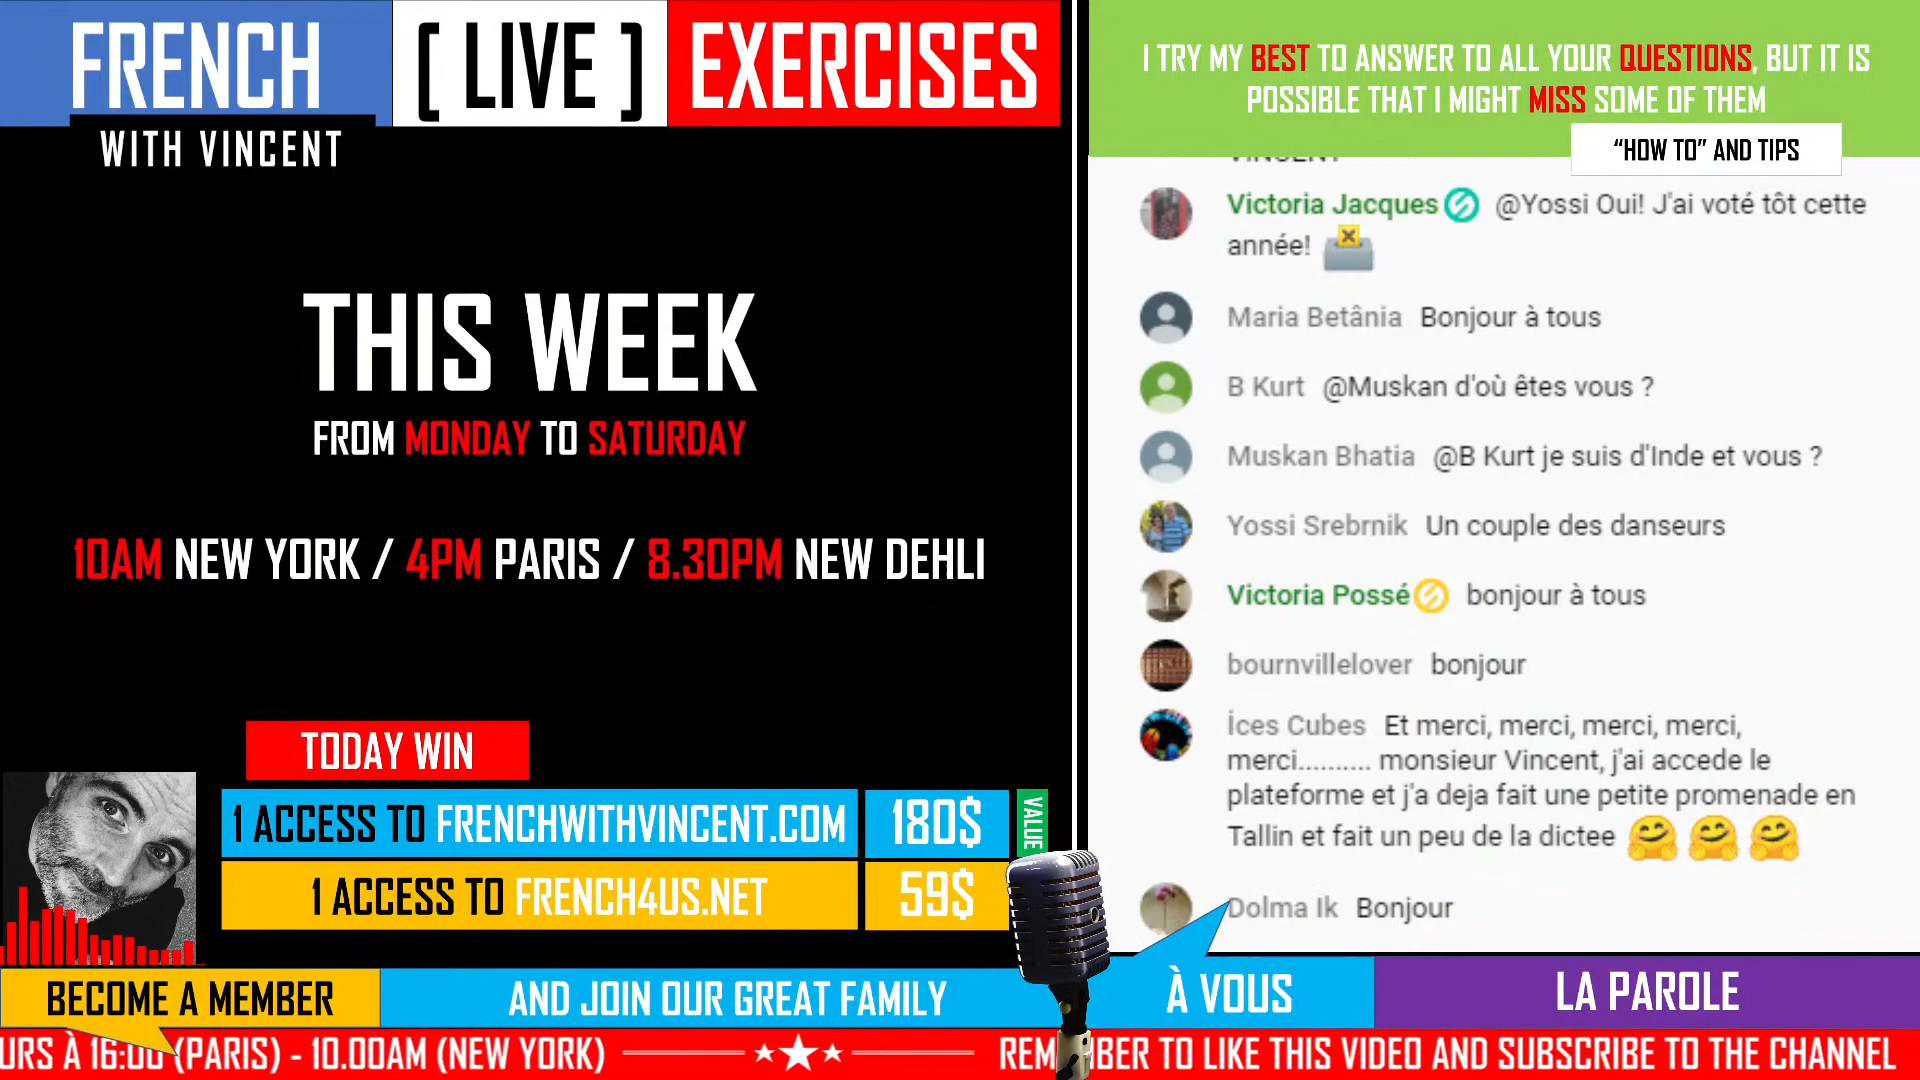 FRENCH [ LIVE ] EXERCISES
WITH VINCENT
THIS WEEK
FROM MONDAY TO SATURDAY
10AM NEW YORK / 4PM PARIS / 8.30PM NEW DEHLI
TODAY WIN
1 ACCESS TO FRENCHWITHVINCENT.COM 180$
VALUE
1 ACCESS TO FRENCH4US.NET 59$
BECOME A MEMBER AND JOIN OUR GREAT FAMILY
I TRY MY BEST TO ANSWER TO ALL YOUR QUESTIONS, BUT IT IS
POSSIBLE THAT I MIGHT MISS SOME OF THEM
“HOW TO” AND TIPS
VINCENT
Victoria Jacques @Yossi Oui! J'ai voté tôt cette
année!
Maria Betânia Bonjour à tous
B Kurt @Muskan d'où êtes vous ?
Muskan Bhatia @B Kurt je suis d'Inde et vous ?
Yossi Srebrnik Un couple des danseurs
Victoria Possé bonjour à tous
bournvillelover bonjour
İces Cubes Et merci, merci, merci, merci,
merci.......... monsieur Vincent, j'ai accede le
plateforme et j'a deja fait une petite promenade en
Tallin et fait un peu de la dictee
Dolma Ik Bonjour
À VOUS LA PAROLE
URS À 16:00 (PARIS) - 10.00AM (NEW YORK) REMEMBER TO LIKE THIS VIDEO AND SUBSCRIBE TO THE CHANNEL